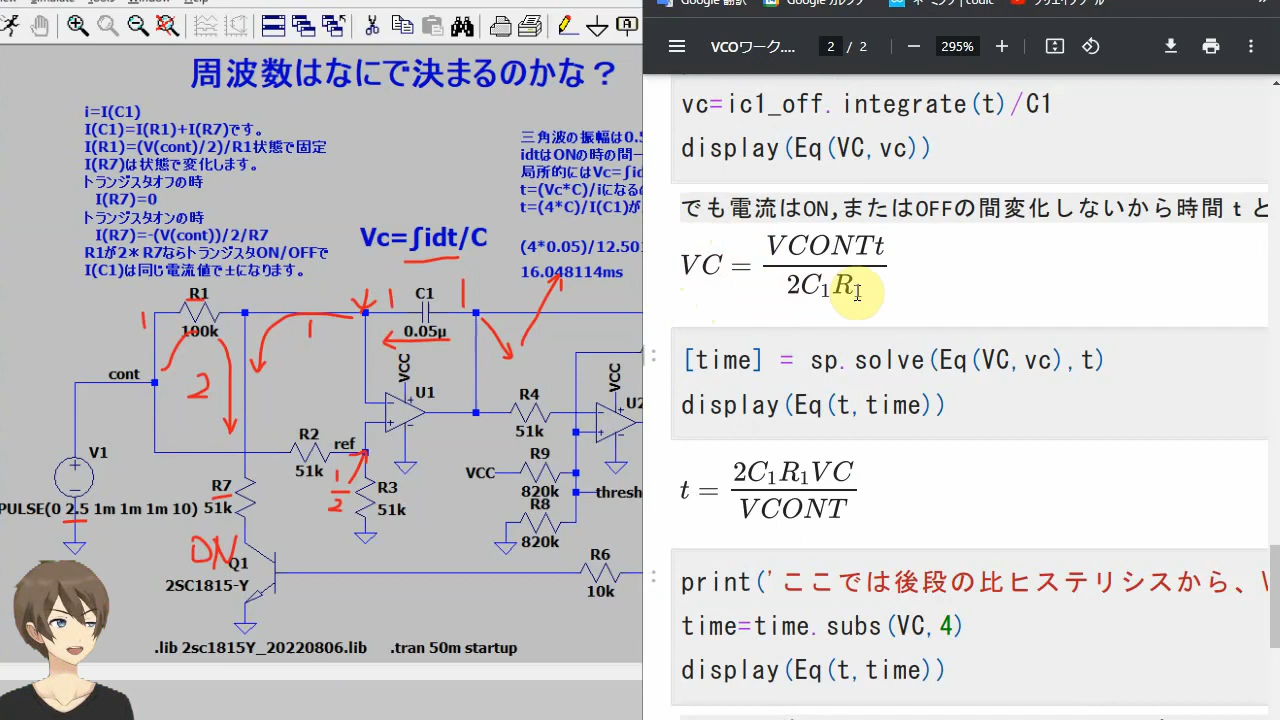 周波数はなにで決まるのかな？
i=I(C1)
I(C1)=I(R1)+I(R7)です。
I(R1)=(V(cont)/2)/R1状態で固定
I(R7)は状態で変化します。
トランジスタオフの時
I(R7)=0
トランジスタオンの時
I(R7)=-(V(cont))/2/R7
R1が2＊R7ならトランジスタON/OFFで
I(C1)は同じ電流値で±になります。
三角波の振幅は0.5
idtはONの時の間一
局所的にはVc=∫id
t=(Vc*C)/iになるの
t=(4*C)/I(C1)が
Vc=∫idt/C
(4*0.05)/12.501
16.048114ms
R1
100k
C1
0.05µ
VCC
U1
cont
V1
PULSE(0 2.5 1m 1m 1m 10)
R2
51k
ref
R3
51k
R7
51k
R4
51k
VCC
U2
VCC
R9
820k
R8
820k
thresh
R6
10k
Q1
2SC1815-Y
.lib 2sc1815Y_20220806.lib
.tran 50m startup
1
2
1
1
1
1
2
ON
VCOワーク....
2 / 2
295%
vc=ic1_off.integrate(t)/C1
display(Eq(VC,vc))
でも電流はON,またはOFFの間変化しないから時間 t と
VC = VCONTt / 2C₁R₁
[time] = sp.solve(Eq(VC,vc),t)
display(Eq(t,time))
t = 2C₁R₁VC / VCONT
print('ここでは後段の比ヒステリシスから、
time=time.subs(VC,4)
display(Eq(t,time))